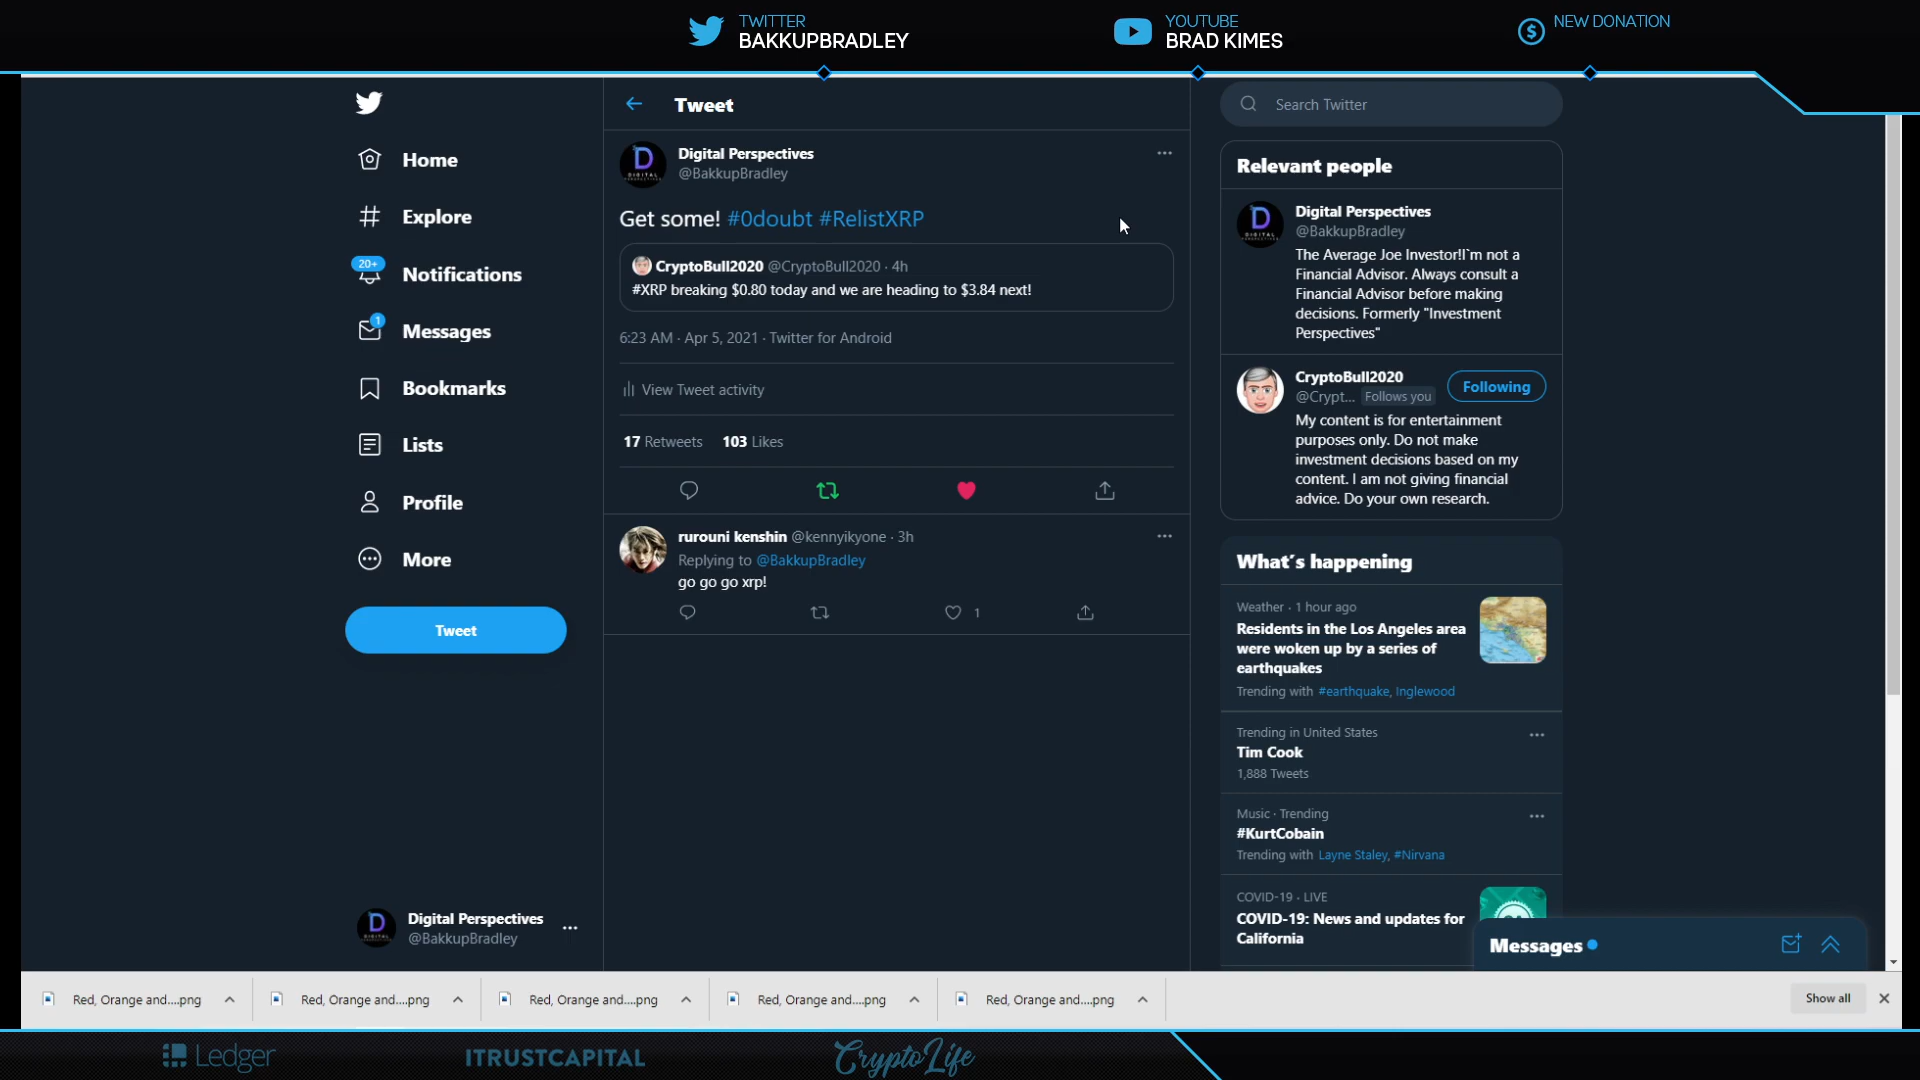 TWITTER
BAKKUPBRADLEY
YOUTUBE
BRAD KIMES
$
NEW DONATION
Home
Explore
20+
Notifications
1
Messages
Bookmarks
Lists
Profile
More
Tweet
Digital Perspectives
@BakkupBradley
Tweet
D
DIGITAL
Digital Perspectives
@BakkupBradley
Get some! #0doubt #RelistXRP
CryptoBull2020 @CryptoBull2020 · 4h
#XRP breaking $0.80 today and we are heading to $3.84 next!
6:23 AM · Apr 5, 2021 · Twitter for Android
View Tweet activity
17 Retweets 103 Likes
rurouni kenshin @kennyikyone · 3h
Replying to @BakkupBradley
go go go xrp!
1
Search Twitter
Relevant people
Digital Perspectives
@BakkupBradley
The Average Joe Investor!I`m not a
Financial Advisor. Always consult a
Financial Advisor before making
decisions. Formerly "Investment
Perspectives"
CryptoBull2020
@Crypt... Follows you
Following
My content is for entertainment
purposes only. Do not make
investment decisions based on my
content. I am not giving financial
advice. Do your own research.
What's happening
Weather · 1 hour ago
Residents in the Los Angeles area
were woken up by a series of
earthquakes
Trending with #earthquake, Inglewood
Trending in United States
Tim Cook
1,888 Tweets
Music · Trending
#KurtCobain
Trending with Layne Staley, #Nirvana
COVID-19 · LIVE
COVID-19: News and updates for
California
Messages
Red, Orange and....png
Red, Orange and....png
Red, Orange and....png
Red, Orange and....png
Red, Orange and....png
Show all
Ledger
ITRUSTCAPITAL
CryptoLife